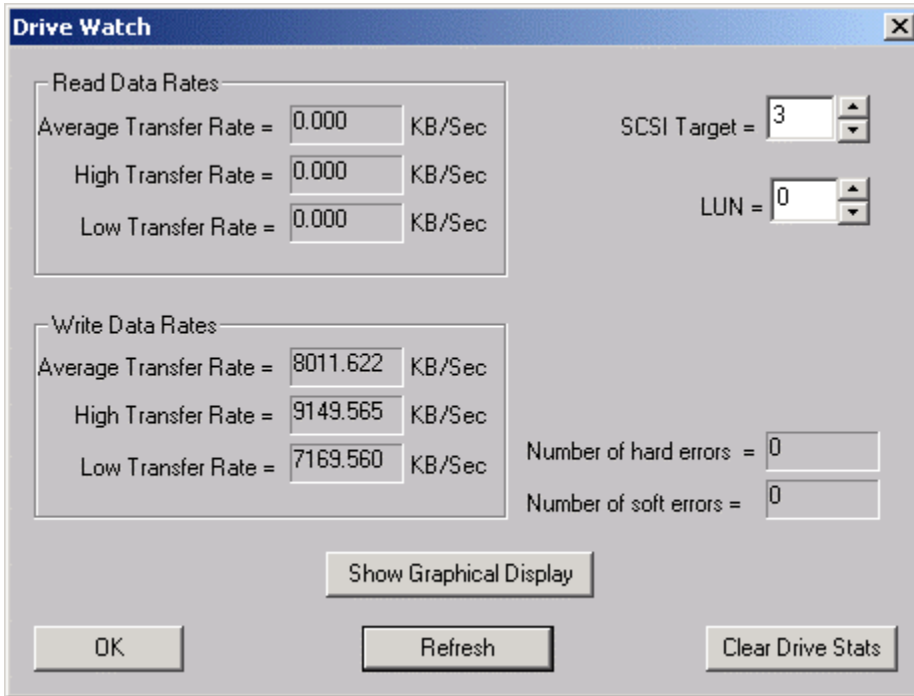 Drive Watch
Read Data Rates
Average Transfer Rate = 0.000 KB/Sec
High Transfer Rate = 0.000 KB/Sec
Low Transfer Rate = 0.000 KB/Sec
SCSI Target = 3
LUN = 0
Write Data Rates
Average Transfer Rate = 8011.622 KB/Sec
High Transfer Rate = 9149.565 KB/Sec
Low Transfer Rate = 7169.560 KB/Sec
Number of hard errors = 0
Number of soft errors = 0
Show Graphical Display
OK
Refresh
Clear Drive Stats